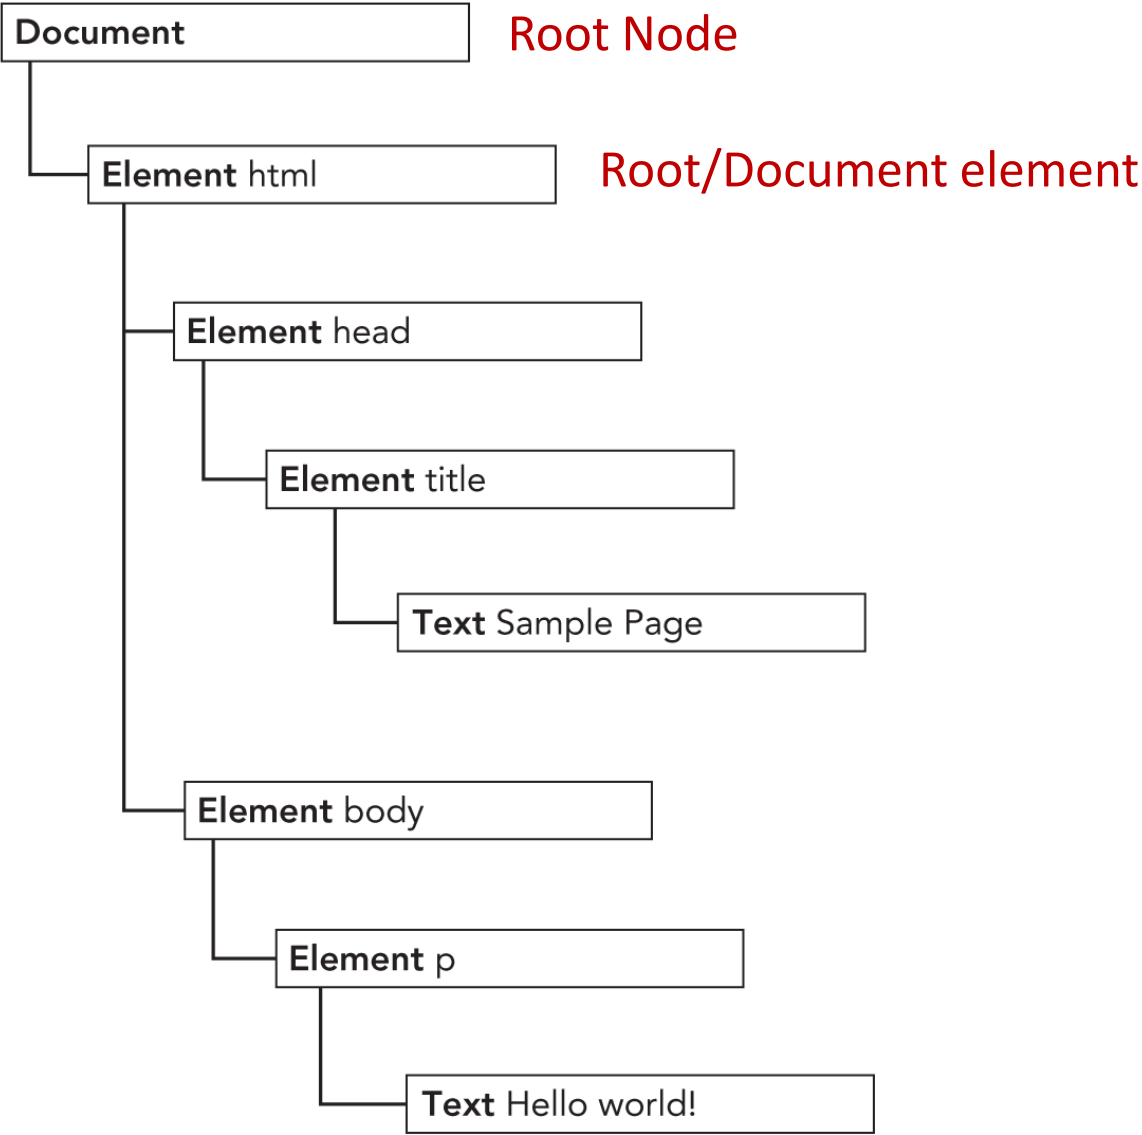 Document
Root Node
Element html
Root/Document element
Element head
Element title
Text Sample Page
Element body
Element p
Text Hello world!